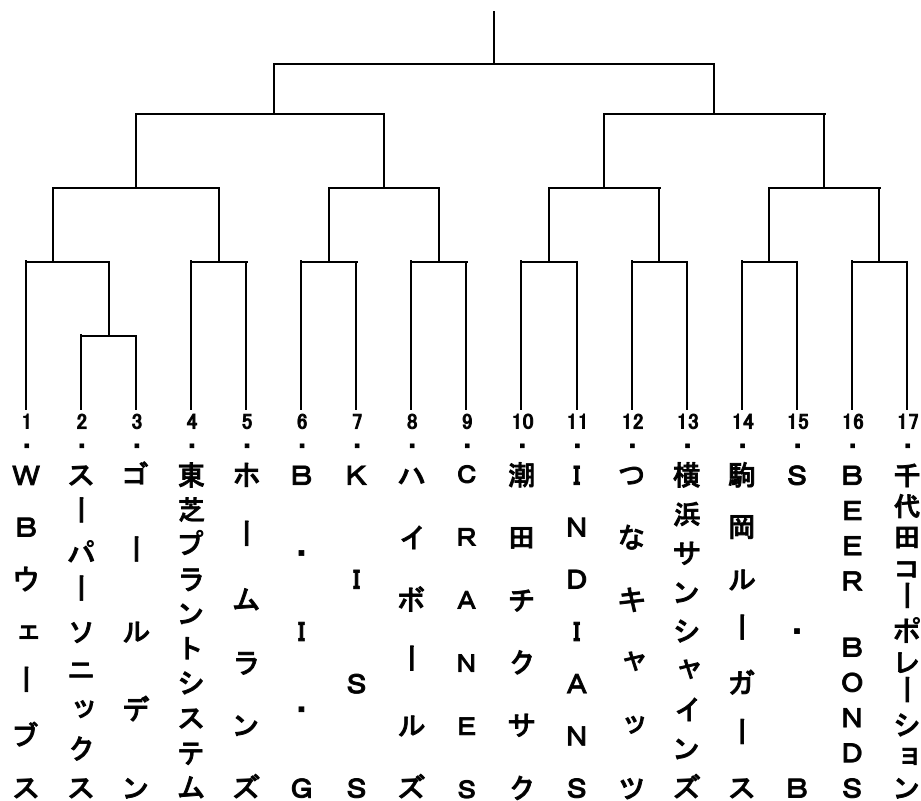 1・WBウェーブス
2・スーパーソニックス
3・ゴールデン
4・東芝プラントシステム
5・ホームランズ
6・B・I・G
7・KISS
8・ハイボールズ
9・CRANES
10・潮田チクサク
11・INDIANS
12・つなキャッツ
13・横浜サンシャインズ
14・駒岡ルーガース
15・S・B
16・BEER BONDS
17・千代田コーポレーション